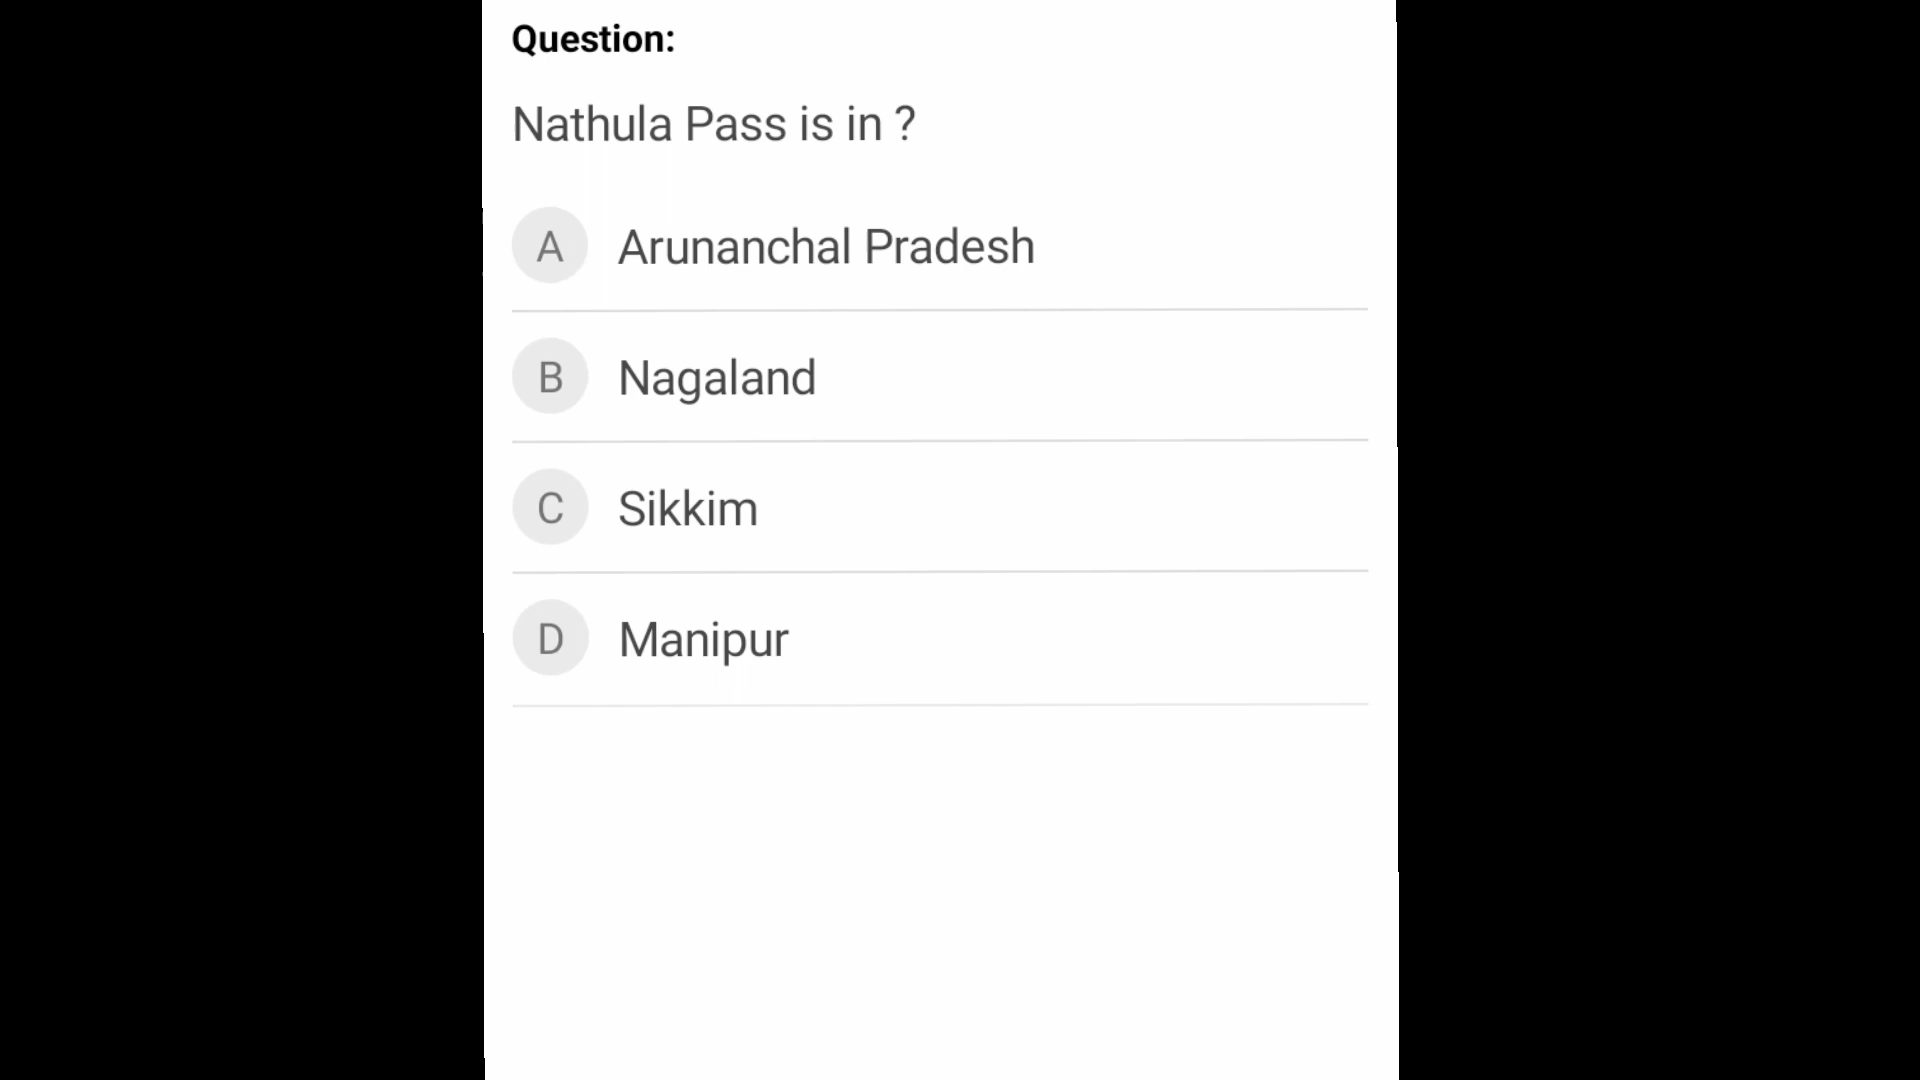 Question:
Nathula Pass is in ?
A Arunanchal Pradesh
B Nagaland
C Sikkim
D Manipur